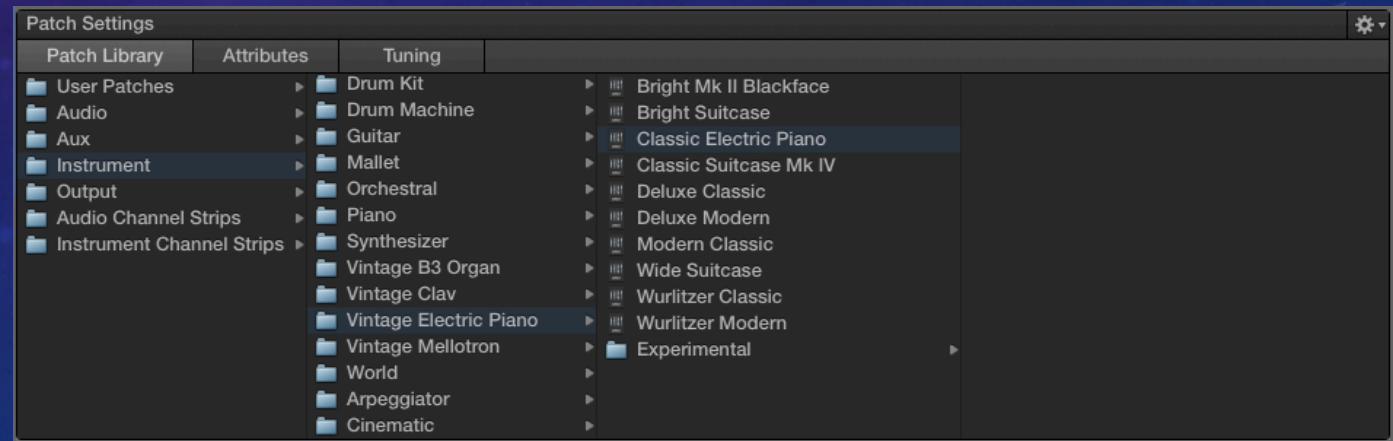 Patch Settings
Patch Library
Attributes
Tuning
User Patches
Audio
Aux
Instrument
Output
Audio Channel Strips
Instrument Channel Strips
Drum Kit
Drum Machine
Guitar
Mallet
Orchestral
Piano
Synthesizer
Vintage B3 Organ
Vintage Clav
Vintage Electric Piano
Vintage Mellotron
World
Arpeggiator
Cinematic
Bright Mk II Blackface
Bright Suitcase
Classic Electric Piano
Classic Suitcase Mk IV
Deluxe Classic
Deluxe Modern
Modern Classic
Wide Suitcase
Wurlitzer Classic
Wurlitzer Modern
Experimental